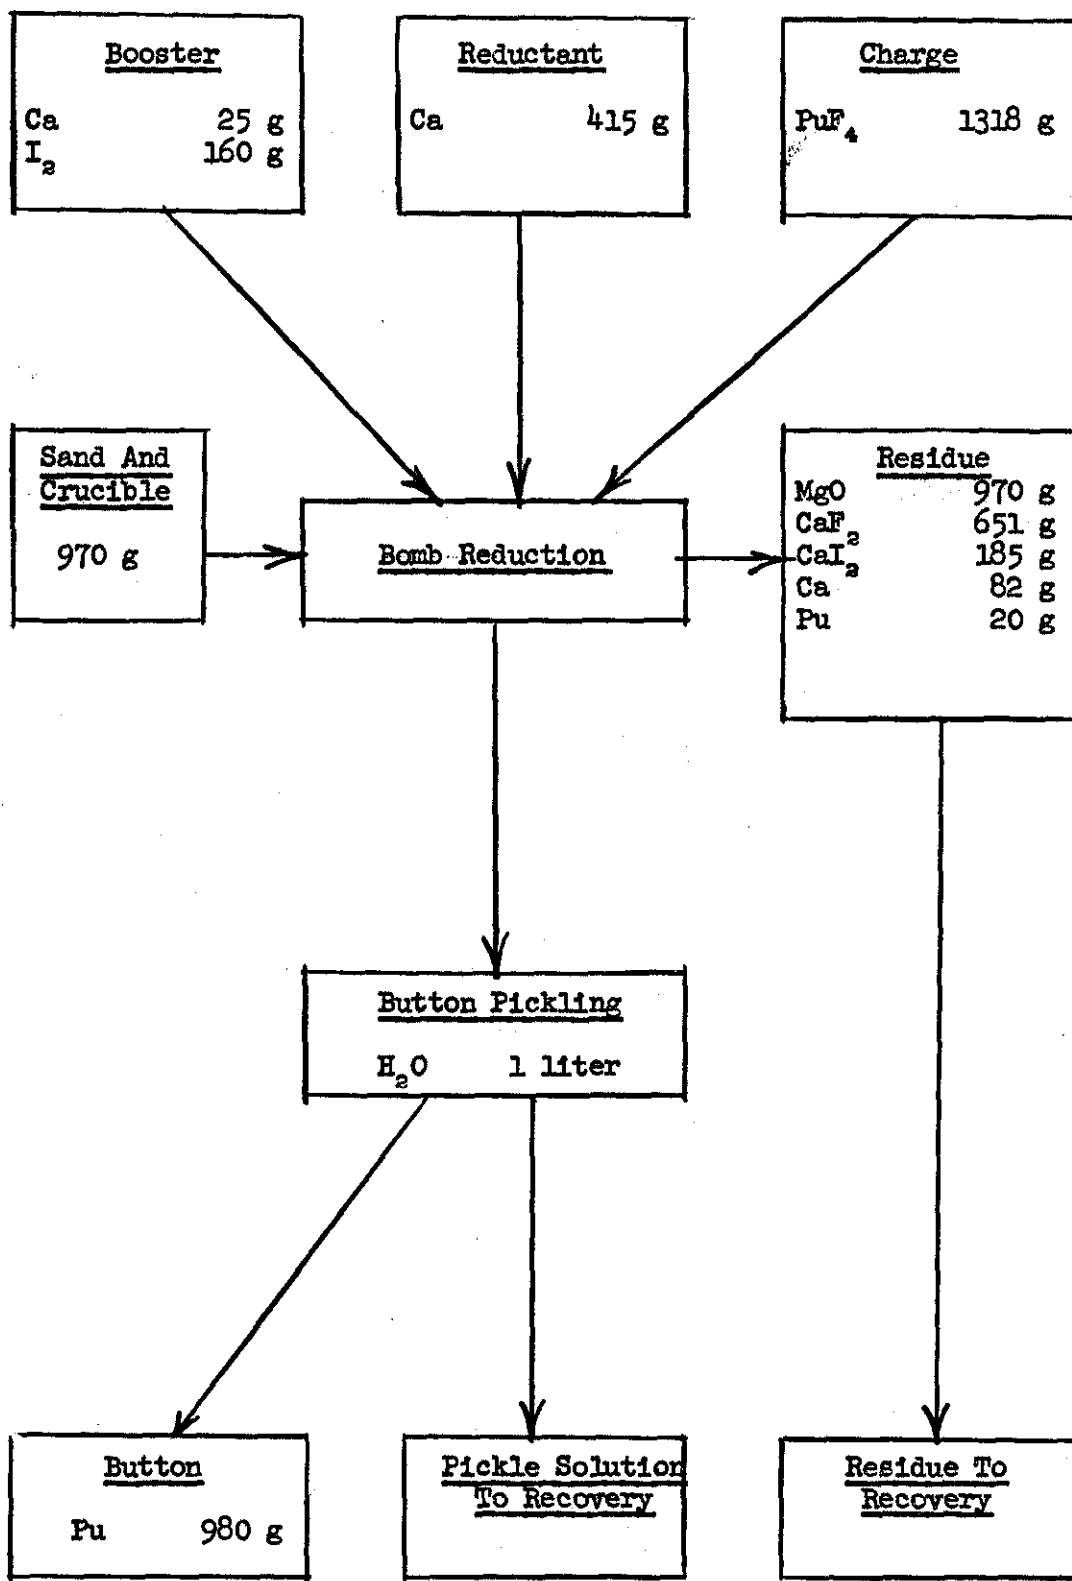 Booster
Ca 25 g
I₂ 160 g
Reductant
Ca 415 g
Charge
PuF₄ 1318 g
Sand And
Crucible
970 g
Bomb Reduction
Residue
MgO 970 g
CaF₂ 651 g
CaI₂ 185 g
Ca 82 g
Pu 20 g
Button Pickling
H₂O 1 liter
Button
Pu 980 g
Pickle Solution
To Recovery
Residue To
Recovery